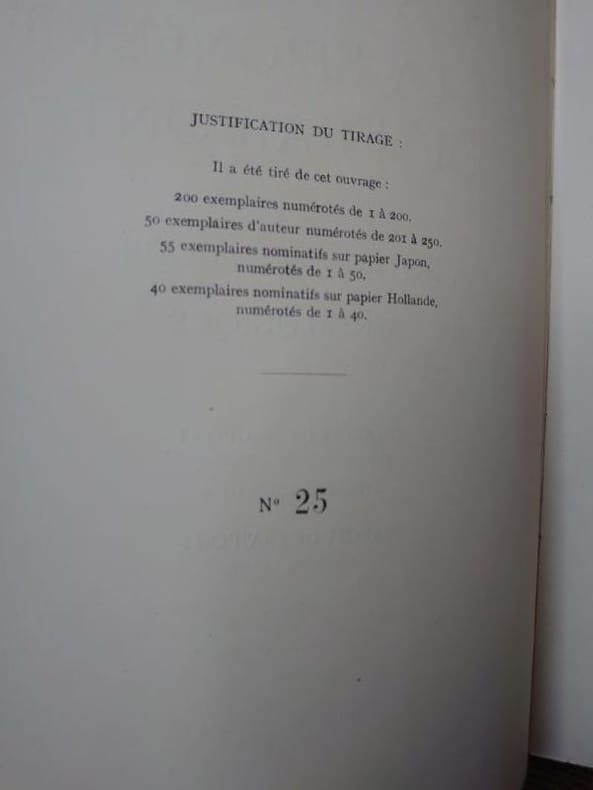 JUSTIFICATION DU TIRAGE :
Il a été tiré de cet ouvrage :
200 exemplaires numérotés de 1 à 200.
50 exemplaires d'auteur numérotés de 201 à 250.
55 exemplaires nominatifs sur papier Japon,
numérotés de 1 à 50.
40 exemplaires nominatifs sur papier Hollande,
numérotés de 1 à 40.
Nº 25